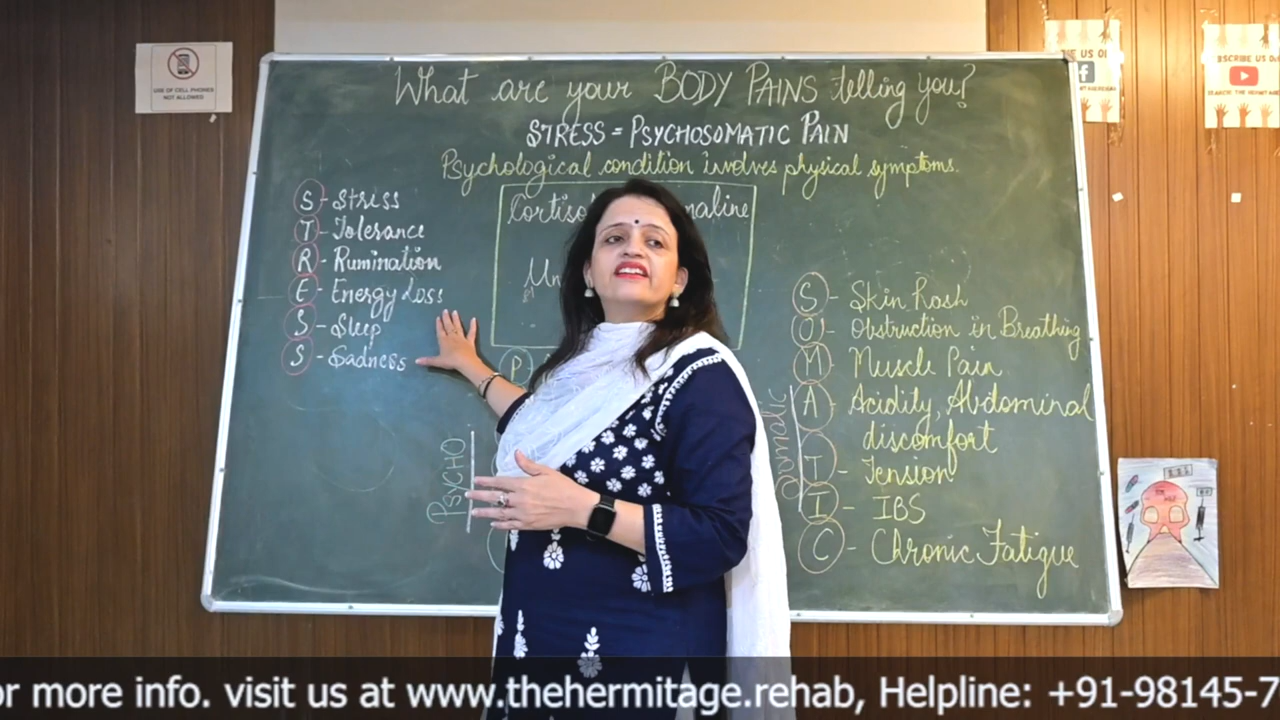 USE OF CELL PHONES
NOT ALLOWED
What are your BODY PAINS telling you?
STRESS = PSYCHOSOMATIC PAIN
Psychological condition involves physical symptoms.
S - Stress
T - Tolerance
R - Rumination
E - Energy Loss
S - Sleep
S - Sadness
PSYCHO
P
S - Skin Rash
O - Obstruction in Breathing
M - Muscle Pain
A - Acidity, Abdominal
discomfort
T - Tension
I - IBS
C - Chronic Fatigue
or more info. visit us at www.thehermitage.rehab, Helpline: +91-98145-7